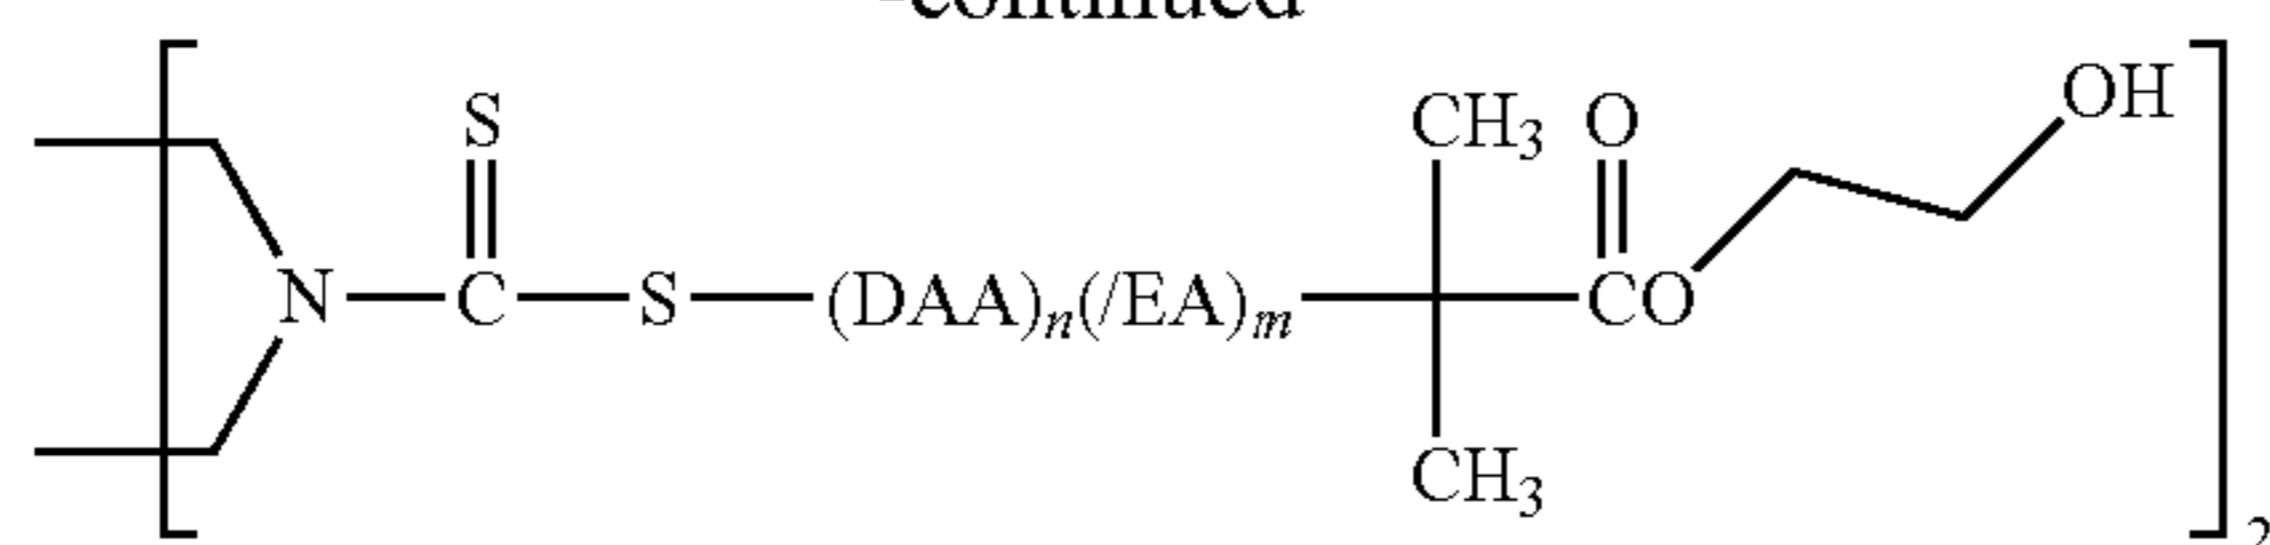 -continued
S
CH3 O OH
N C S (DAA)n(/EA)m CO
CH3
2